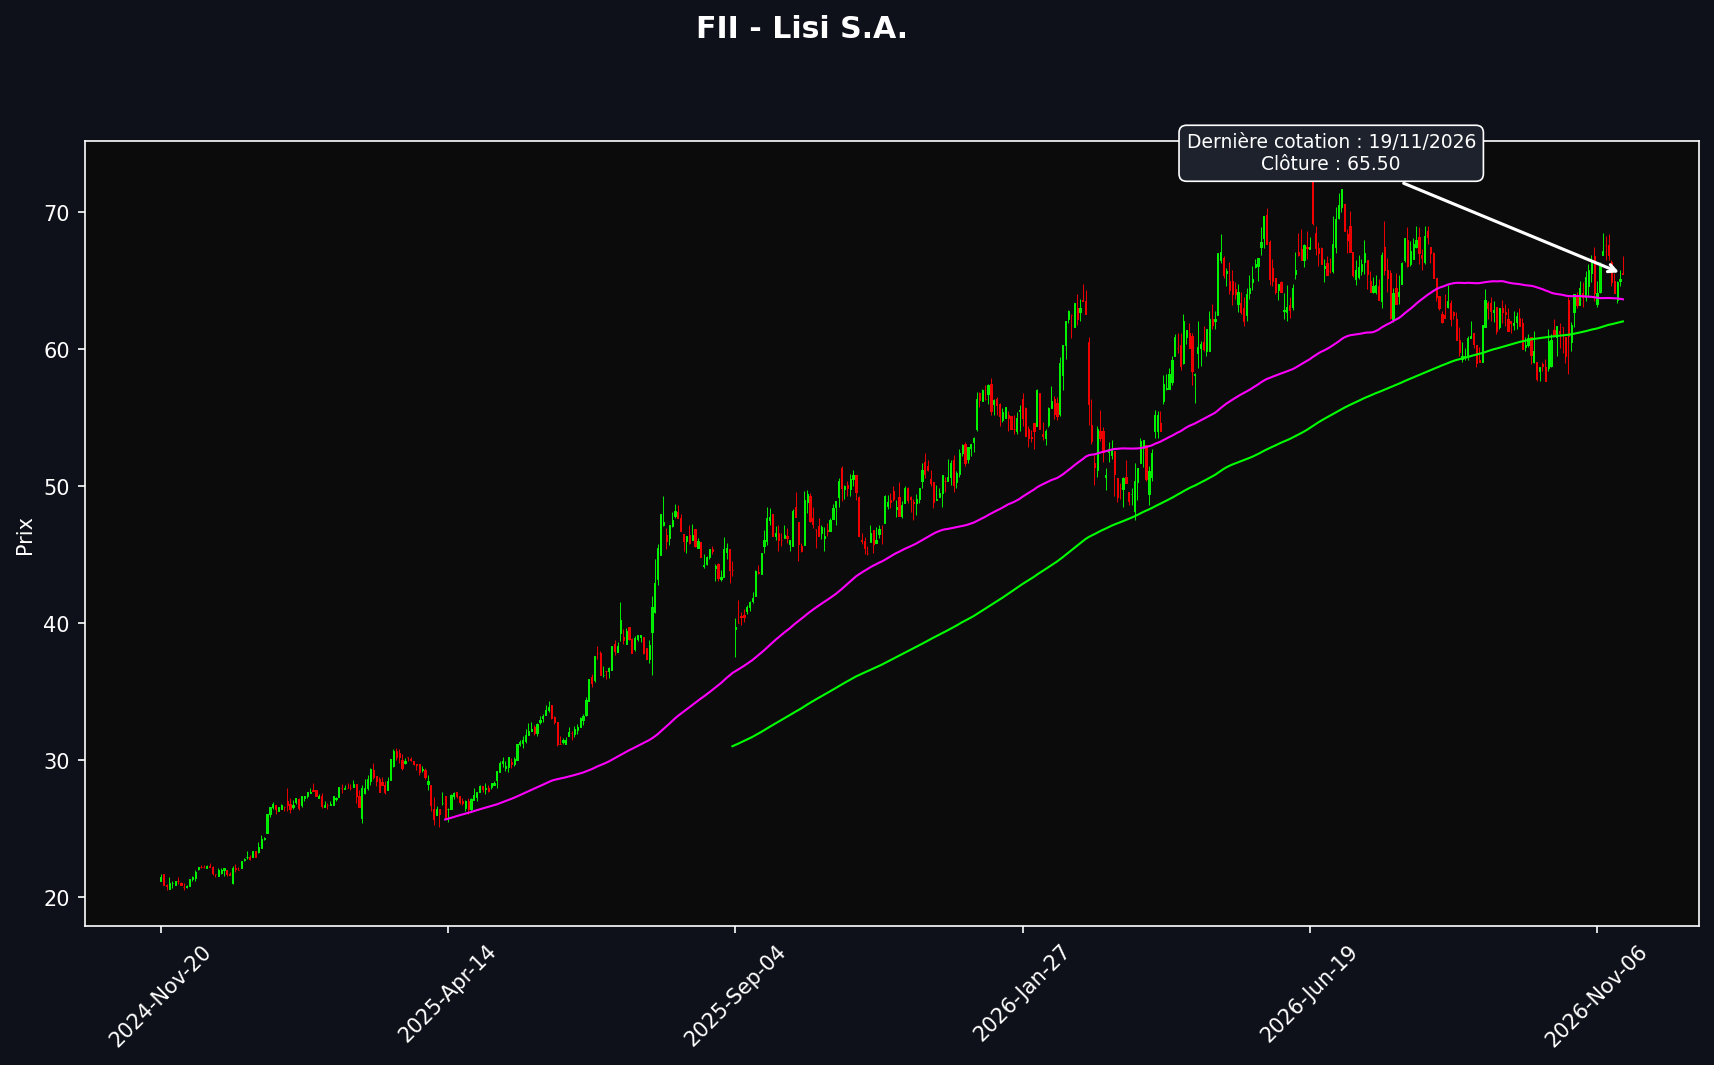 FII - Lisi S.A.
Dernière cotation : 19/11/2026
Clôture : 65.50
70
60
50
40
30
20
Prix
2024-Nov-20
2025-Apr-14
2025-Sep-04
2026-Jan-27
2026-Jun-19
2026-Nov-06